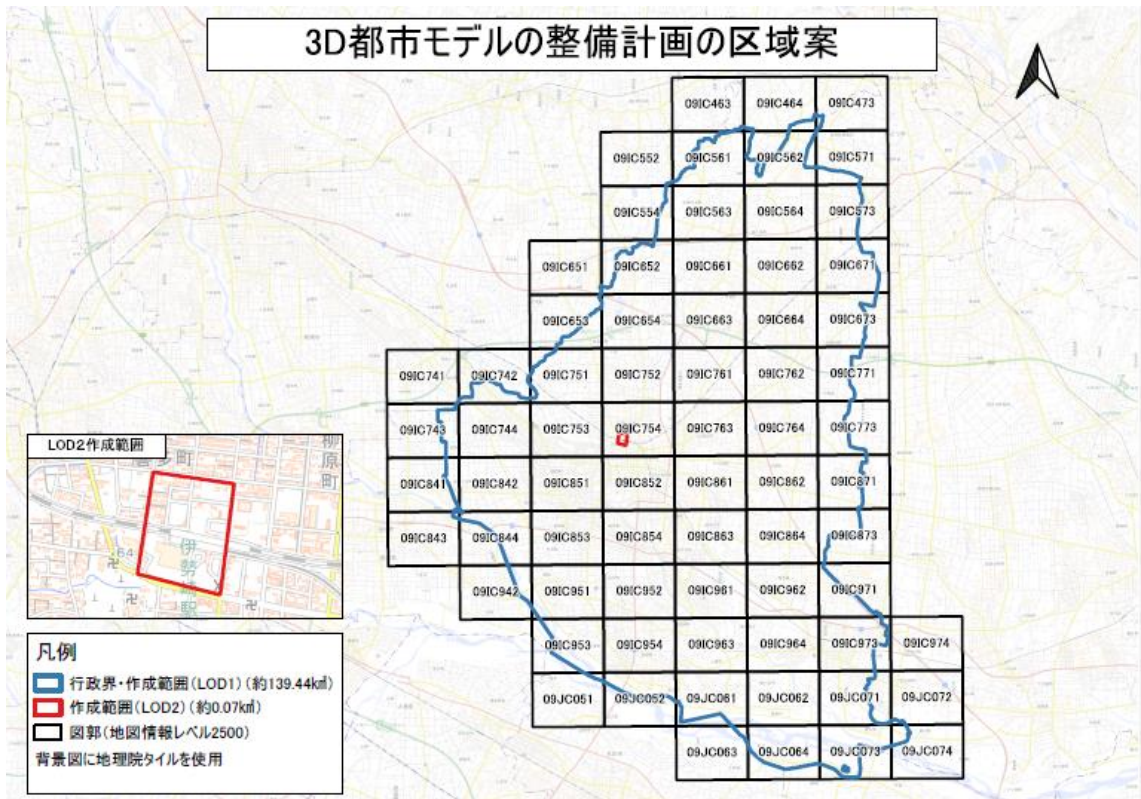 3D都市モデルの整備計画の区域案
09IC463 09IC464 09IC473
09IC552 09IC561 09IC562 09IC571
09IC554 09IC563 09IC564 09IC573
09IC651 09IC652 09IC661 09IC662 09IC671
09IC653 09IC654 09IC663 09IC664 09IC673
09IC741 09IC742 09IC751 09IC752 09IC761 09IC762 09IC771
09IC743 09IC744 09IC753 09IC754 09IC763 09IC764 09IC773
09IC841 09IC842 09IC851 09IC852 09IC861 09IC862 09IC871
09IC843 09IC844 09IC853 09IC854 09IC863 09IC864 09IC873
09IC942 09IC951 09IC952 09IC961 09IC962 09IC971
09IC953 09IC954 09IC963 09IC964 09IC973 09IC974
09JC051 09JC052 09JC061 09JC062 09JC071 09JC072
09JC063 09JC064 09JC073 09JC074
LOD2作成範囲
柳原町
64
伊勢崎駅
凡例
行政界・作成範囲(LOD1)(約139.44㎢)
作成範囲(LOD2)(約0.07㎢)
図郭(地図情報レベル2500)
背景図に地理院タイルを使用